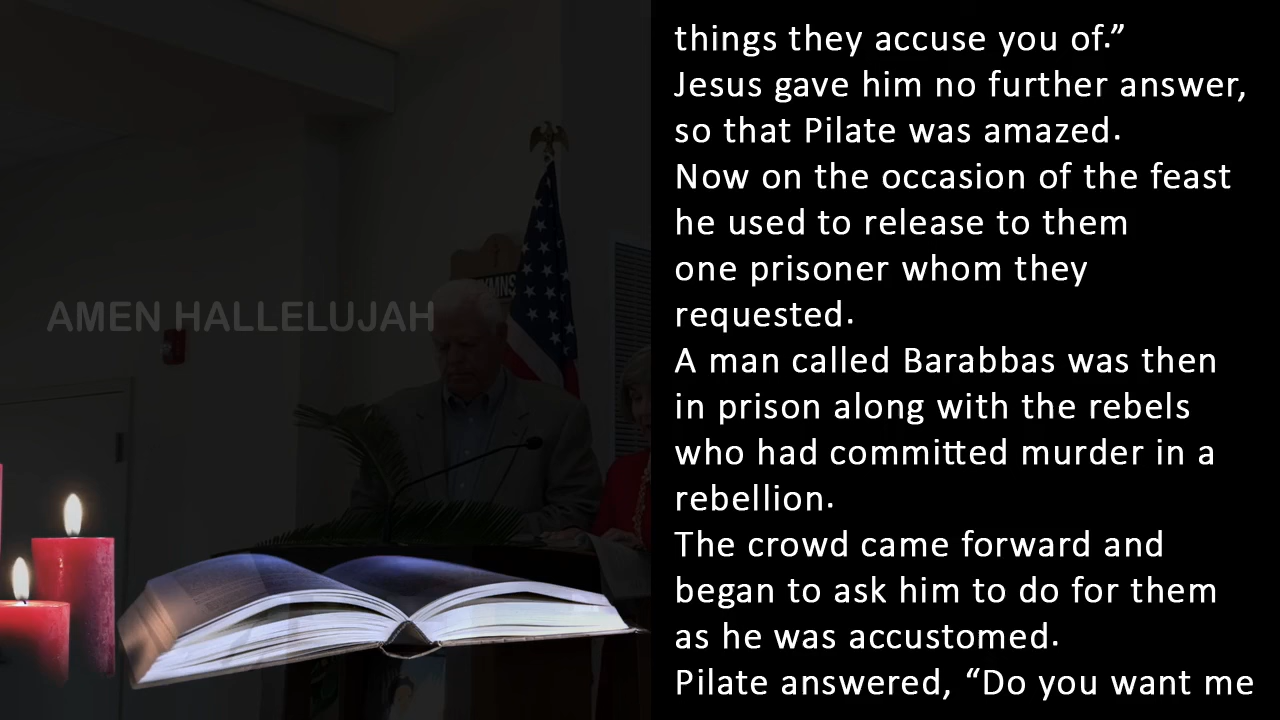 AMEN HALLELUJAH
things they accuse you of.”
Jesus gave him no further answer,
so that Pilate was amazed.
Now on the occasion of the feast
he used to release to them
one prisoner whom they
requested.
A man called Barabbas was then
in prison along with the rebels
who had committed murder in a
rebellion.
The crowd came forward and
began to ask him to do for them
as he was accustomed.
Pilate answered, “Do you want me